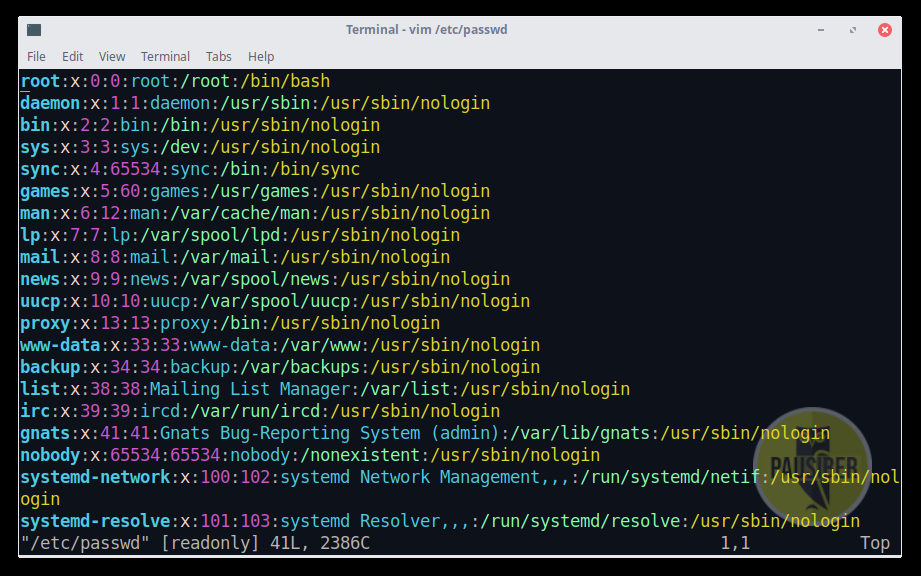 Terminal - vim /etc/passwd
File Edit View Terminal Tabs Help
root:x:0:0:root:/root:/bin/bash
daemon:x:1:1:daemon:/usr/sbin:/usr/sbin/nologin
bin:x:2:2:bin:/bin:/usr/sbin/nologin
sys:x:3:3:sys:/dev:/usr/sbin/nologin
sync:x:4:65534:sync:/bin:/bin/sync
games:x:5:60:games:/usr/games:/usr/sbin/nologin
man:x:6:12:man:/var/cache/man:/usr/sbin/nologin
lp:x:7:7:lp:/var/spool/lpd:/usr/sbin/nologin
mail:x:8:8:mail:/var/mail:/usr/sbin/nologin
news:x:9:9:news:/var/spool/news:/usr/sbin/nologin
uucp:x:10:10:uucp:/var/spool/uucp:/usr/sbin/nologin
proxy:x:13:13:proxy:/bin:/usr/sbin/nologin
www-data:x:33:33:www-data:/var/www:/usr/sbin/nologin
backup:x:34:34:backup:/var/backups:/usr/sbin/nologin
list:x:38:38:Mailing List Manager:/var/list:/usr/sbin/nologin
irc:x:39:39:ircd:/var/run/ircd:/usr/sbin/nologin
gnats:x:41:41:Gnats Bug-Reporting System (admin):/var/lib/gnats:/usr/sbin/nologin
nobody:x:65534:65534:nobody:/nonexistent:/usr/sbin/nologin
systemd-network:x:100:102:systemd Network Management,,,:/run/systemd/netif:/usr/sbin/nol
ogin
systemd-resolve:x:101:103:systemd Resolver,,,:/run/systemd/resolve:/usr/sbin/nologin
"/etc/passwd" [readonly] 41L, 2386C 1,1 Top